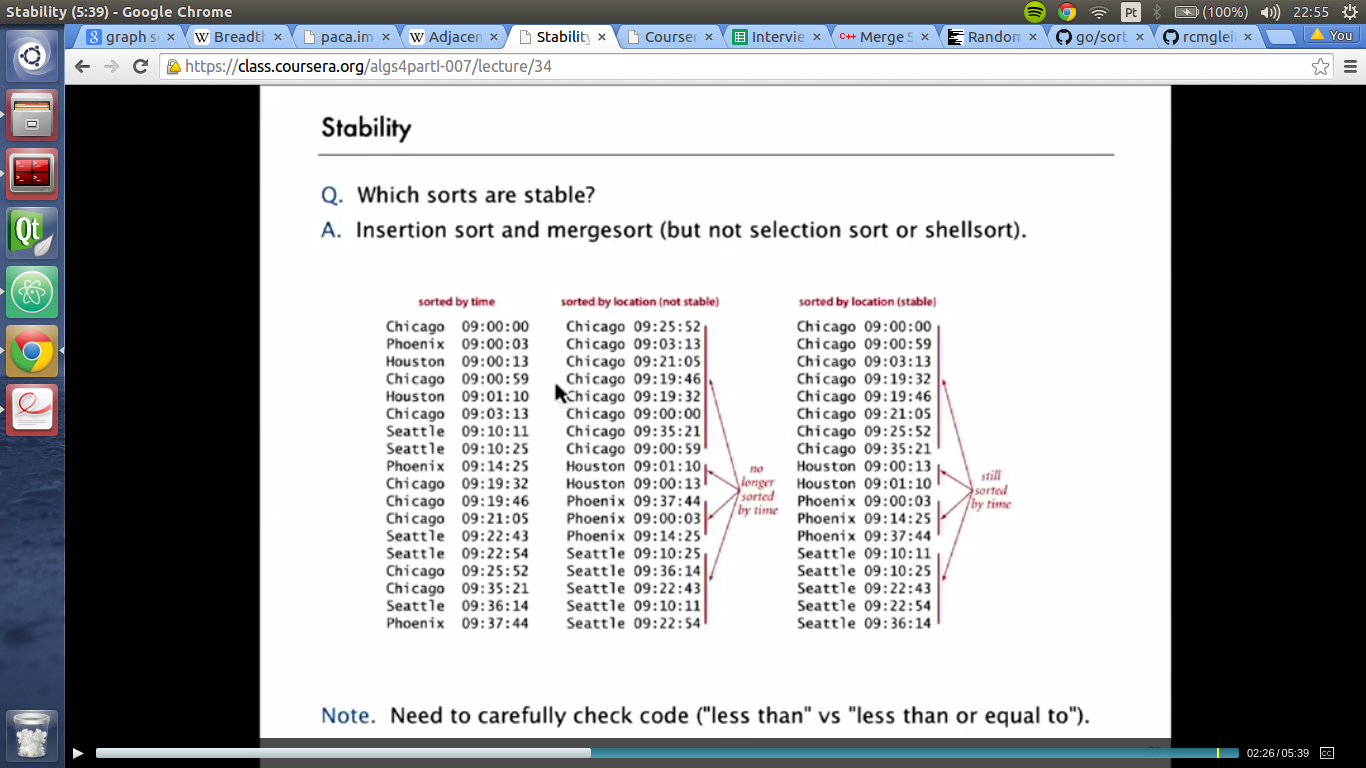 Stability (5:39) - Google Chrome
Pt
(100%)
22:55
graph s
Breadth
paca.im
Adjacen
Stability
Courser
Intervie
Merge S
Random
go/sort
rcmglei
You
https://class.coursera.org/algs4partI-007/lecture/34
Stability
Q. Which sorts are stable?
A. Insertion sort and mergesort (but not selection sort or shellsort).
sorted by time
Chicago 09:00:00
Phoenix 09:00:03
Houston 09:00:13
Chicago 09:00:59
Houston 09:01:10
Chicago 09:03:13
Seattle 09:10:11
Seattle 09:10:25
Phoenix 09:14:25
Chicago 09:19:32
Chicago 09:19:46
Chicago 09:21:05
Seattle 09:22:43
Seattle 09:22:54
Chicago 09:25:52
Chicago 09:35:21
Seattle 09:36:14
Phoenix 09:37:44
sorted by location (not stable)
Chicago 09:25:52
Chicago 09:03:13
Chicago 09:21:05
Chicago 09:19:46
Chicago 09:19:32
Chicago 09:00:00
Chicago 09:35:21
Chicago 09:00:59
Houston 09:01:10
Houston 09:00:13
Phoenix 09:37:44
Phoenix 09:00:03
Phoenix 09:14:25
Seattle 09:10:25
Seattle 09:36:14
Seattle 09:22:43
Seattle 09:10:11
Seattle 09:22:54
no
longer
sorted
by time
sorted by location (stable)
Chicago 09:00:00
Chicago 09:00:59
Chicago 09:03:13
Chicago 09:19:32
Chicago 09:19:46
Chicago 09:21:05
Chicago 09:25:52
Chicago 09:35:21
Houston 09:00:13
Houston 09:01:10
Phoenix 09:00:03
Phoenix 09:14:25
Phoenix 09:37:44
Seattle 09:10:11
Seattle 09:10:25
Seattle 09:22:43
Seattle 09:22:54
Seattle 09:36:14
still
sorted
by time
Note. Need to carefully check code ("less than" vs "less than or equal to").
02:26/05:39
CC
Qt